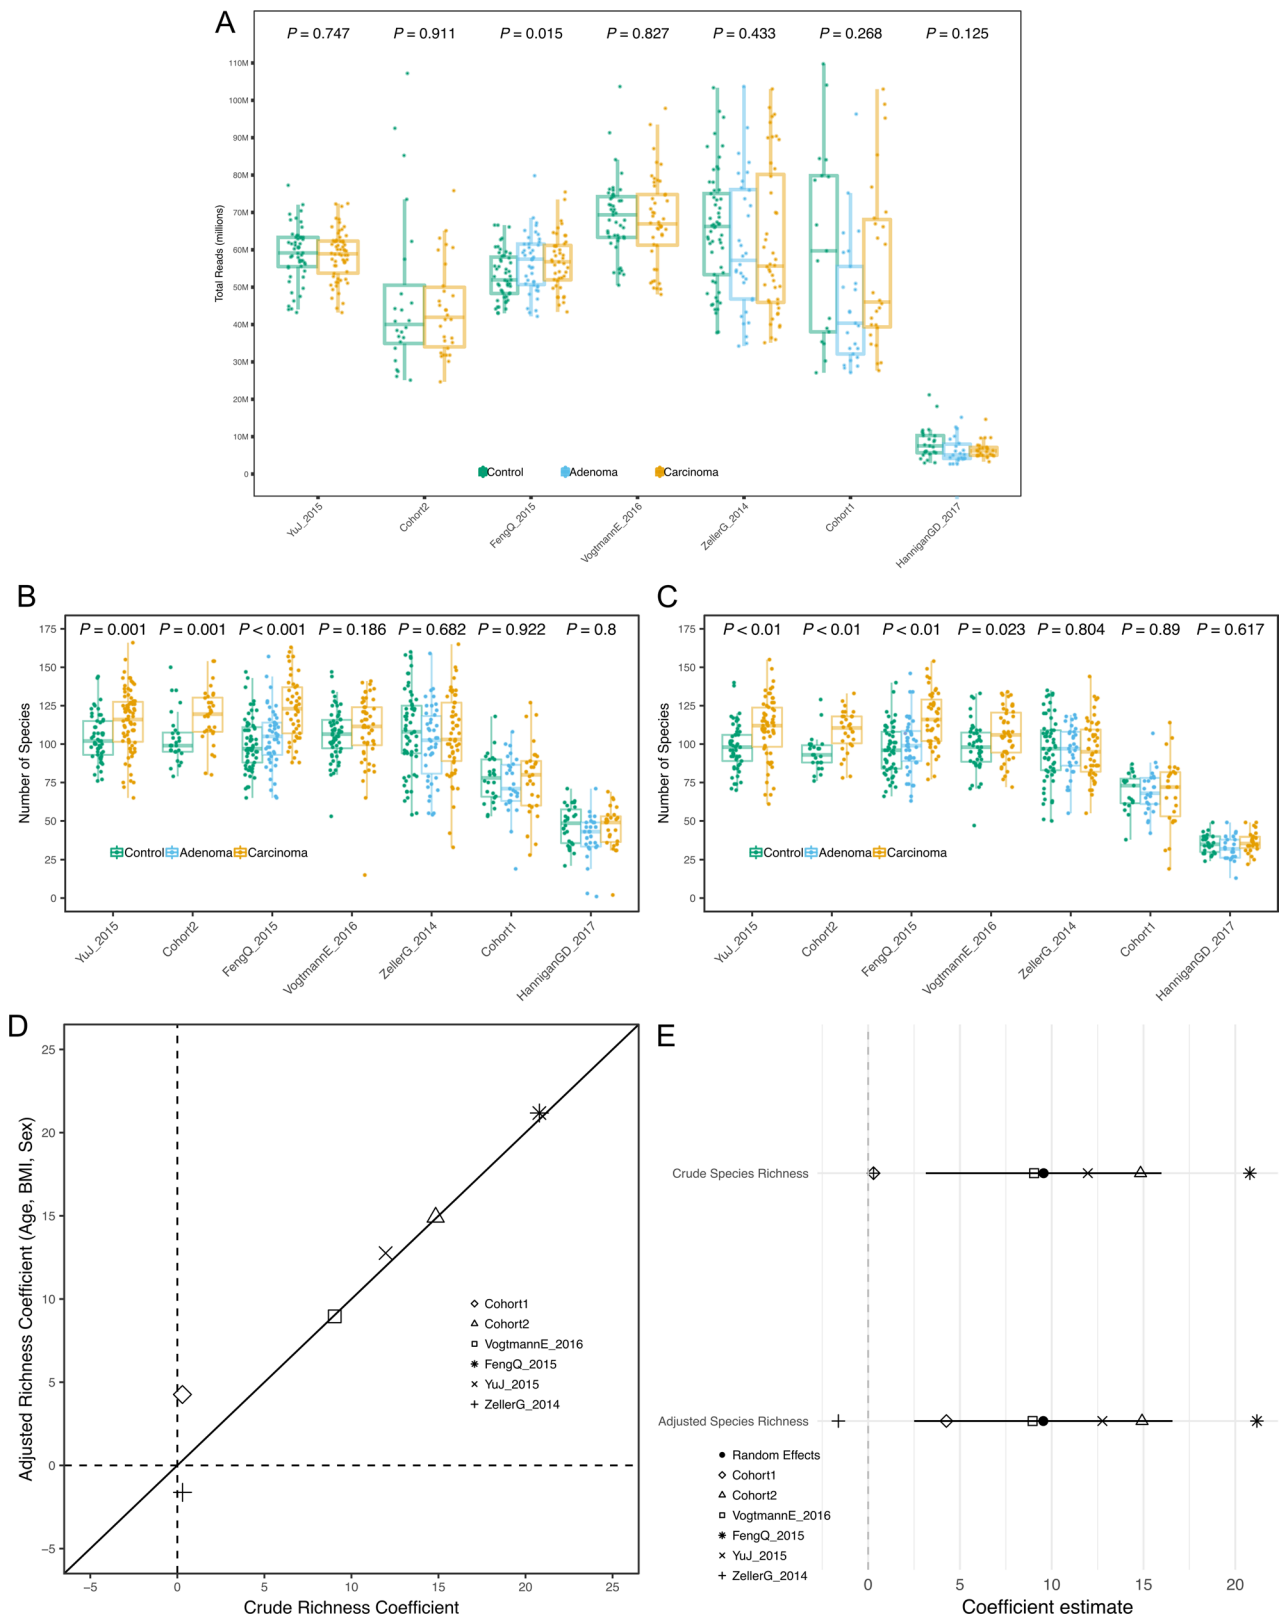 A
P = 0.747 P = 0.911 P = 0.015 P = 0.827 P = 0.433 P = 0.268 P = 0.125
Total Reads (millions)
110M
100M
90M
80M
70M
60M
50M
40M
30M
20M
10M
0
Control Adenoma Carcinoma
YuJ_2015 Cohort2 FengQ_2015 VogtmannE_2016 ZellerG_2014 Cohort1 HanniganGD_2017
B
P = 0.001 P = 0.001 P < 0.001 P = 0.186 P = 0.682 P = 0.922 P = 0.8
Number of Species
175
150
125
100
75
50
25
0
Control Adenoma Carcinoma
YuJ_2015 Cohort2 FengQ_2015 VogtmannE_2016 ZellerG_2014 Cohort1 HanniganGD_2017
C
P < 0.01 P < 0.01 P < 0.01 P = 0.023 P = 0.804 P = 0.89 P = 0.617
Number of Species
175
150
125
100
75
50
25
0
Control Adenoma Carcinoma
YuJ_2015 Cohort2 FengQ_2015 VogtmannE_2016 ZellerG_2014 Cohort1 HanniganGD_2017
D
Adjusted Richness Coefficient (Age, BMI, Sex)
25
20
15
10
5
0
−5
Cohort1
Cohort2
VogtmannE_2016
FengQ_2015
YuJ_2015
ZellerG_2014
−5 0 5 10 15 20 25
Crude Richness Coefficient
E
Crude Species Richness
Adjusted Species Richness
Random Effects
Cohort1
Cohort2
VogtmannE_2016
FengQ_2015
YuJ_2015
ZellerG_2014
0 5 10 15 20
Coefficient estimate